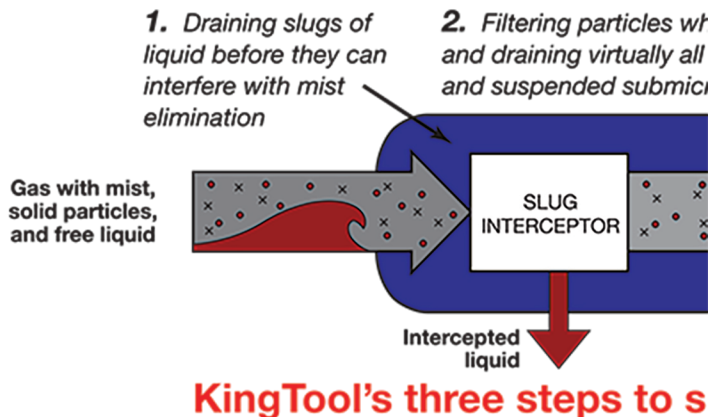 1. Draining slugs of
liquid before they can
interfere with mist
elimination
2. Filtering particles wh
and draining virtually all
and suspended submicr
Gas with mist,
solid particles,
and free liquid
SLUG
INTERCEPTOR
Intercepted
liquid
KingTool's three steps to s